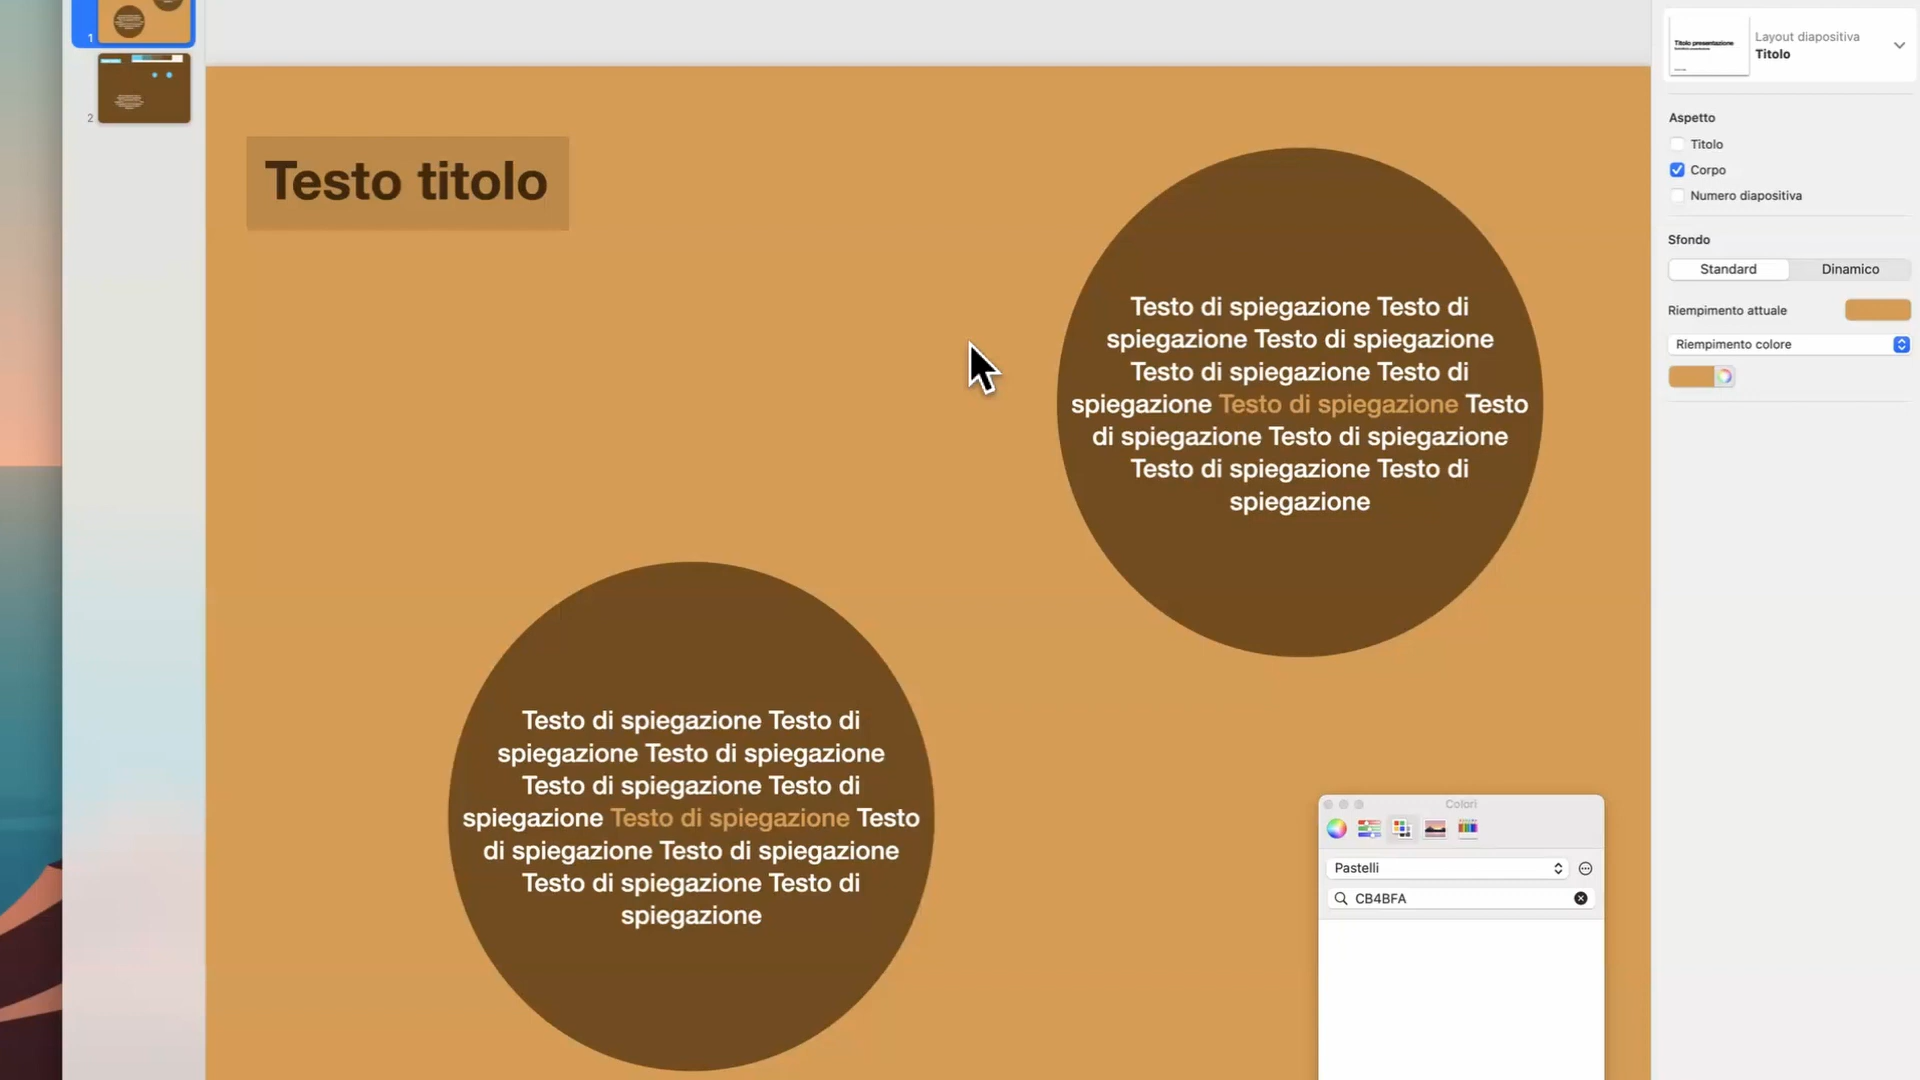 1
2
Testo titolo
Testo di spiegazione Testo di
spiegazione Testo di spiegazione
Testo di spiegazione Testo di
spiegazione Testo di spiegazione Testo
di spiegazione Testo di spiegazione
Testo di spiegazione Testo di
spiegazione
Testo di spiegazione Testo di
spiegazione Testo di spiegazione
Testo di spiegazione Testo di
spiegazione Testo di spiegazione Testo
di spiegazione Testo di spiegazione
Testo di spiegazione Testo di
spiegazione
Colori
Pastelli
CB4BFA
Titolo presentazione
Layout diapositiva
Titolo
Aspetto
Titolo
Corpo
Numero diapositiva
Sfondo
Standard
Dinamico
Riempimento attuale
Riempimento colore